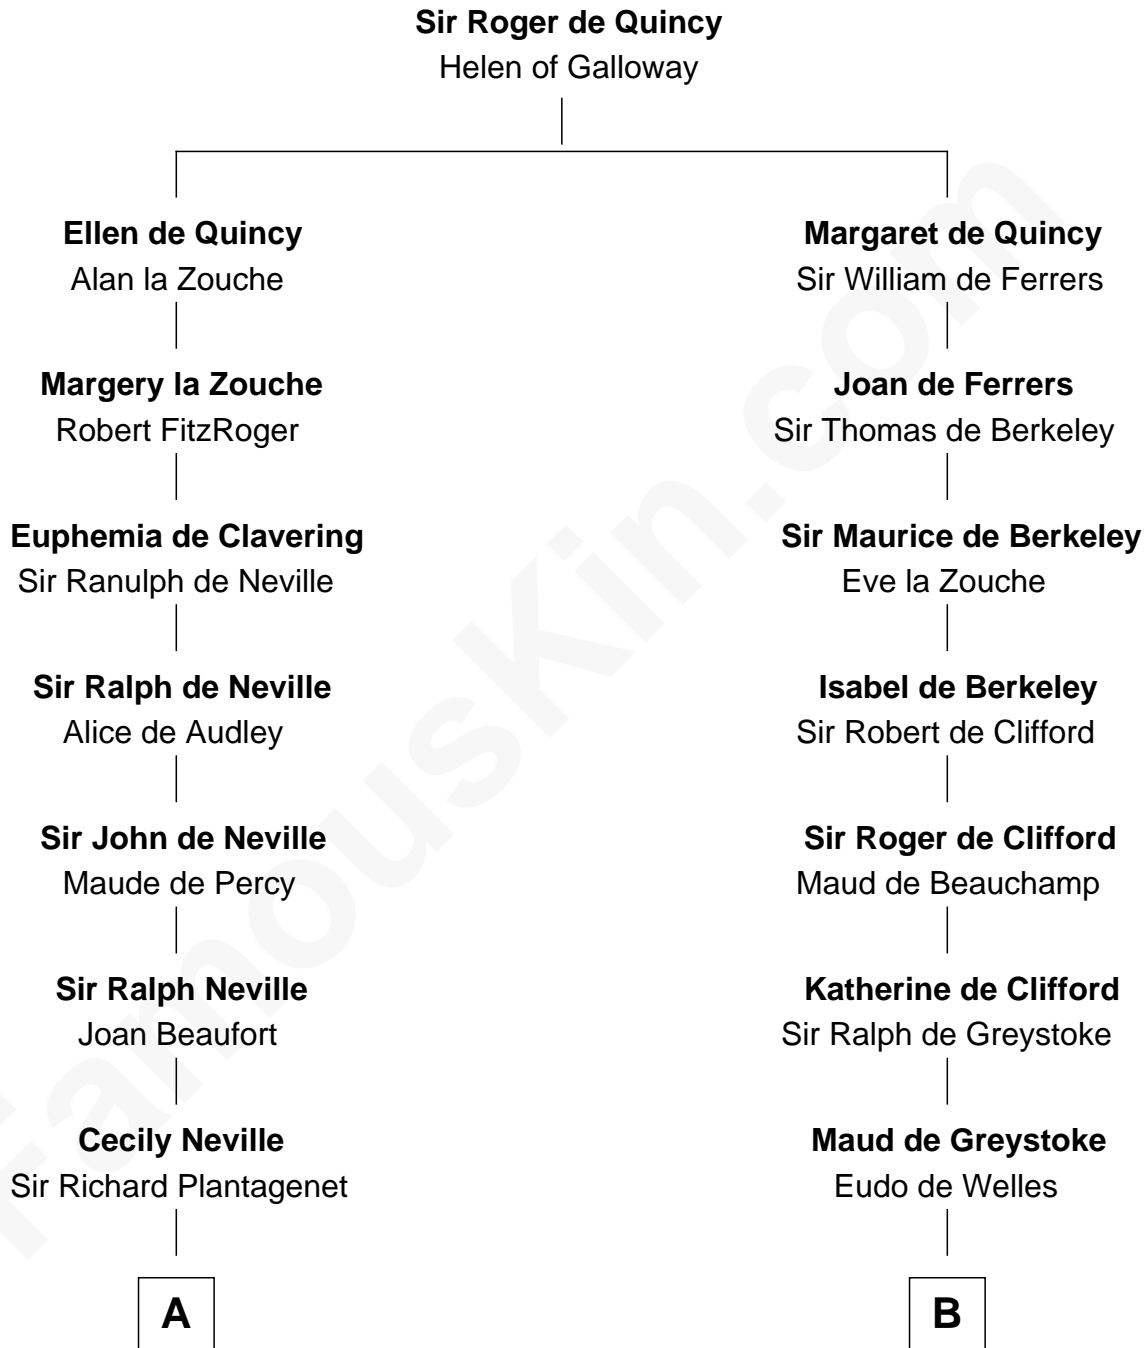 Sir Roger de Quincy
Helen of Galloway
Ellen de Quincy
Alan la Zouche
Margaret de Quincy
Sir William de Ferrers
Margery la Zouche
Robert FitzRoger
Joan de Ferrers
Sir Thomas de Berkeley
Euphemia de Clavering
Sir Ranulph de Neville
Sir Maurice de Berkeley
Eve la Zouche
Sir Ralph de Neville
Alice de Audley
Isabel de Berkeley
Sir Robert de Clifford
Sir John de Neville
Maude de Percy
Sir Roger de Clifford
Maud de Beauchamp
Sir Ralph Neville
Joan Beaufort
Katherine de Clifford
Sir Ralph de Greystoke
Cecily Neville
Sir Richard Plantagenet
Maud de Greystoke
Eudo de Welles
A
B
FamousKin.com